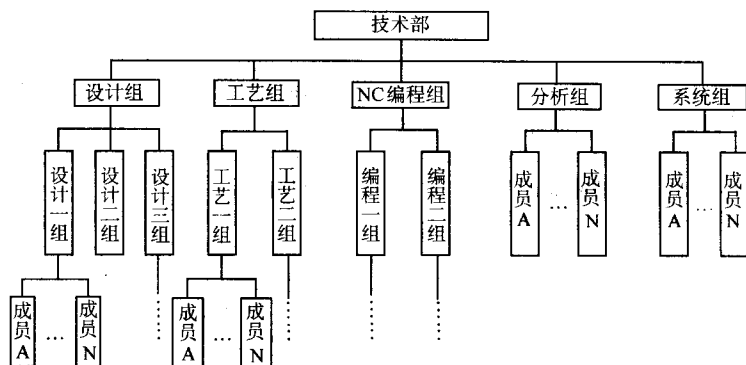 技术部
设计组
工艺组
NC编程组
分析组
系统组
设计一组
设计二组
设计三组
工艺一组
工艺二组
编程一组
编程二组
成员A
…
成员N
成员A
…
成员N
成员A
…
成员N
成员A
…
成员N